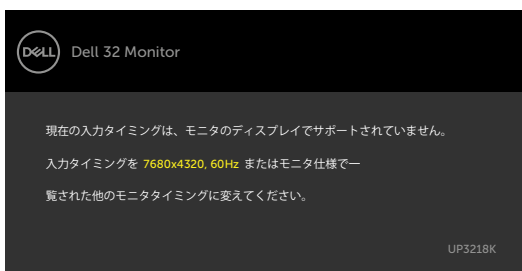 DELL
Dell 32 Monitor
現在の入力タイミングは、モニタのディスプレイでサポートされていません。
入力タイミングを 7680x4320, 60Hz またはモニタ仕様で一
覧された他のモニタタイミングに変えてください。
UP3218K